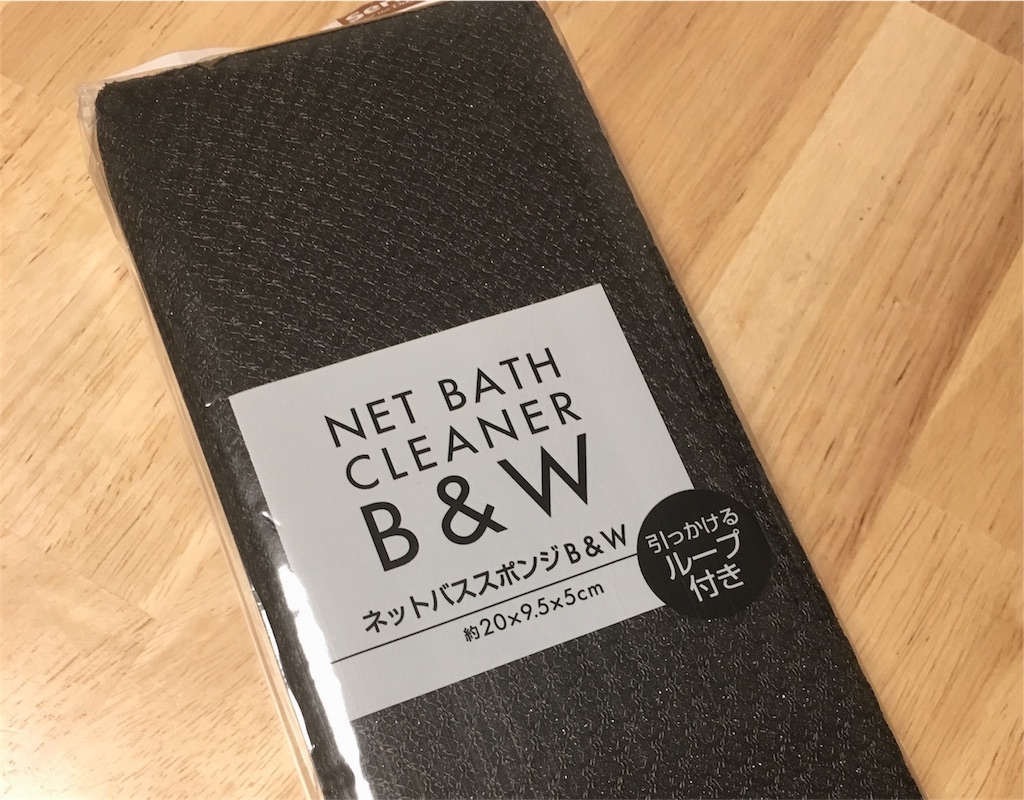 NET BATH
CLEANER
B & W
ネットバススポンジ B & W
約20×9.5×5cm
引っかける
ループ
付き